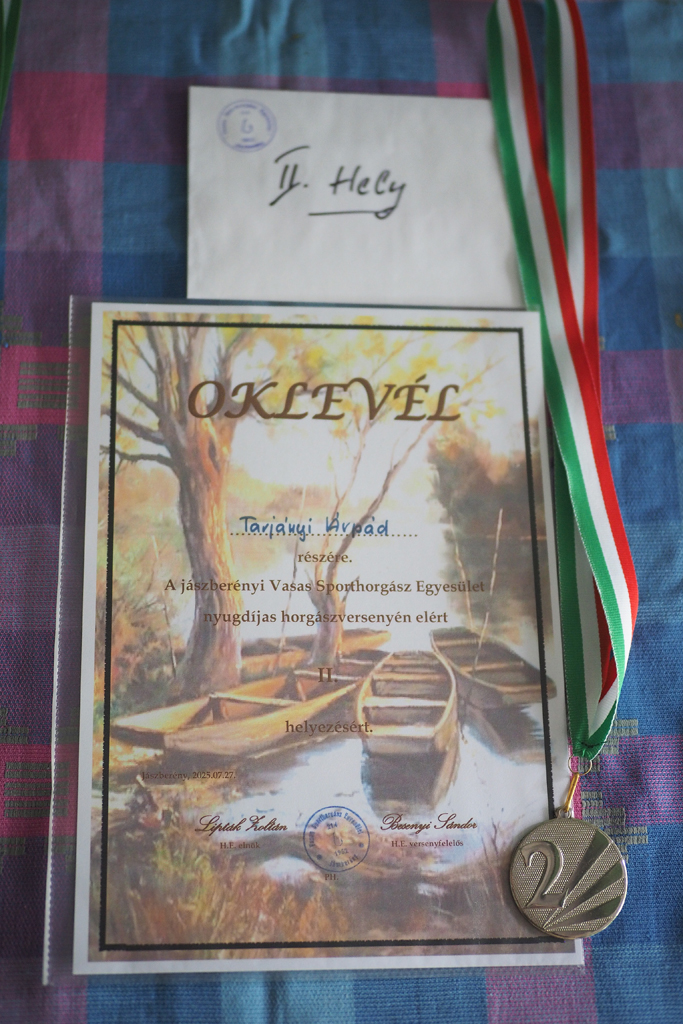 II. Hely
OKLEVÉL
Tarjányi Árpád
részére.
A jászberényi Vasas Sporthorgász Egyesület
nyugdíjas horgászversenyén elért
II.
helyezésért.
Jászberény, 2025.07.27.
Lipták Zoltán Besenyi Sándor
H.E. elnök H.E. versenyfelelős
P.H.
2